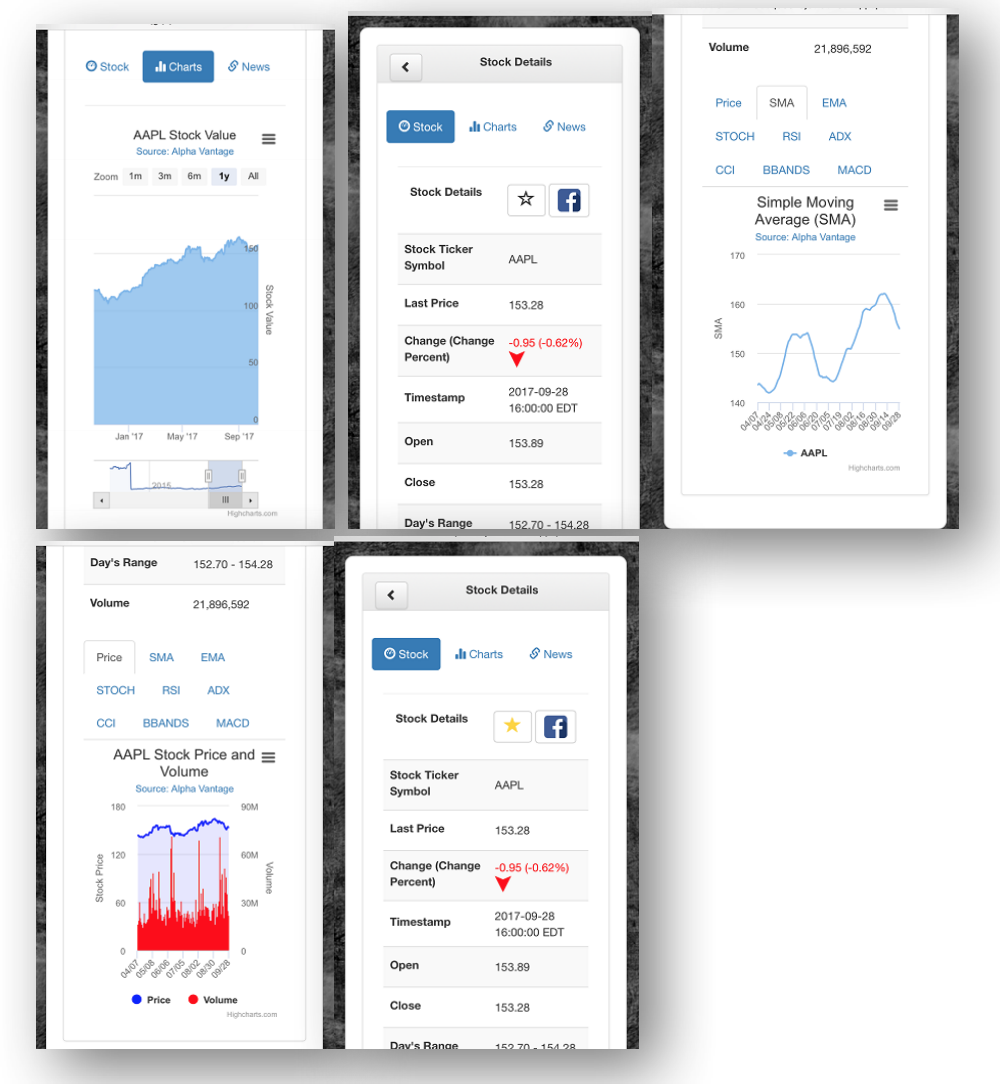 Stock Charts News
AAPL Stock Value
Source: Alpha Vantage
Zoom 1m 3m 6m 1y All
150
100
50
0
Stock Value
Jan '17 May '17 Sep '17
2015
Highcharts.com
Stock Details
Stock Charts News
Stock Details
Stock Ticker
Symbol
AAPL
Last Price 153.28
Change (Change
Percent)
-0.95 (-0.62%)
Timestamp
2017-09-28
16:00:00 EDT
Open 153.89
Close 153.28
Day's Range 152.70 - 154.28
Volume 21,896,592
Price SMA EMA
STOCH RSI ADX
CCI BBANDS MACD
Simple Moving
Average (SMA)
Source: Alpha Vantage
170
160
150
140
SMA
04/07 04/24 05/08 05/22 06/06 06/20 07/05 07/19 08/02 08/16 08/30 09/14 09/28
AAPL
Highcharts.com
Day's Range 152.70 - 154.28
Volume 21,896,592
Price SMA EMA
STOCH RSI ADX
CCI BBANDS MACD
AAPL Stock Price and
Volume
Source: Alpha Vantage
180 90M
120 60M
60 30M
0 0
Stock Price
Volume
04/07 05/08 06/06 07/05 08/02 08/30 09/28
Price Volume
Highcharts.com
Stock Details
Stock Charts News
Stock Details
Stock Ticker
Symbol
AAPL
Last Price 153.28
Change (Change
Percent)
-0.95 (-0.62%)
Timestamp
2017-09-28
16:00:00 EDT
Open 153.89
Close 153.28
Day's Range 152.70 - 154.28